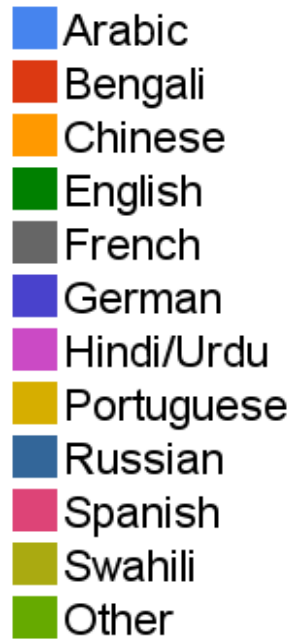 Arabic
Bengali
Chinese
English
French
German
Hindi/Urdu
Portuguese
Russian
Spanish
Swahili
Other